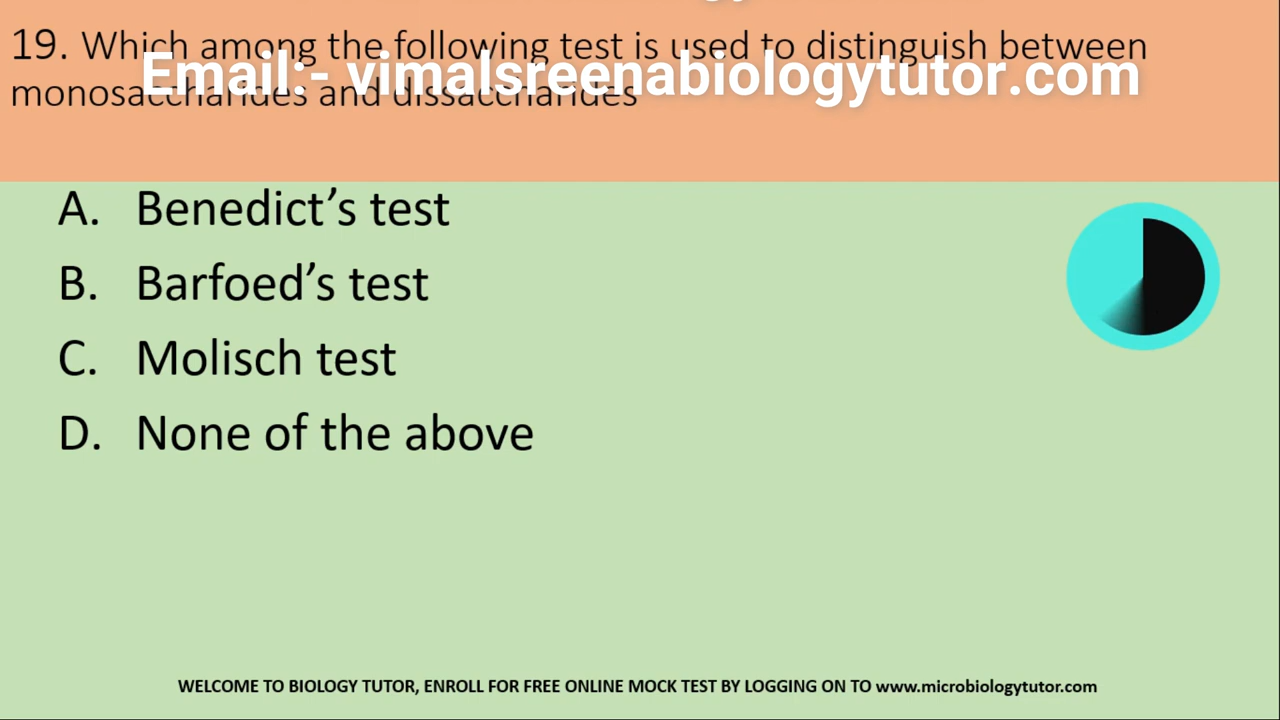 19. Which among the following test is used to distinguish between
Email:- vimalsreenabiologytutor.com
monosaccharides and dissaccharides
A. Benedict’s test
B. Barfoed’s test
C. Molisch test
D. None of the above
WELCOME TO BIOLOGY TUTOR, ENROLL FOR FREE ONLINE MOCK TEST BY LOGGING ON TO www.microbiologytutor.com